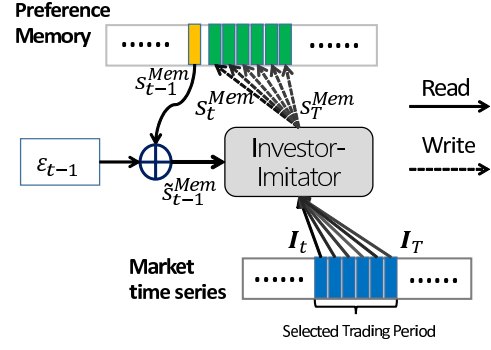 Preference
Memory
...... ......
S_{t-1}^{Mem}
S_t^{Mem} S_T^{Mem}
Read
Write
ε_{t-1}
S̃_{t-1}^{Mem}
Investor-
Imitator
I_t I_T
Market
time series
...... ......
Selected Trading Period